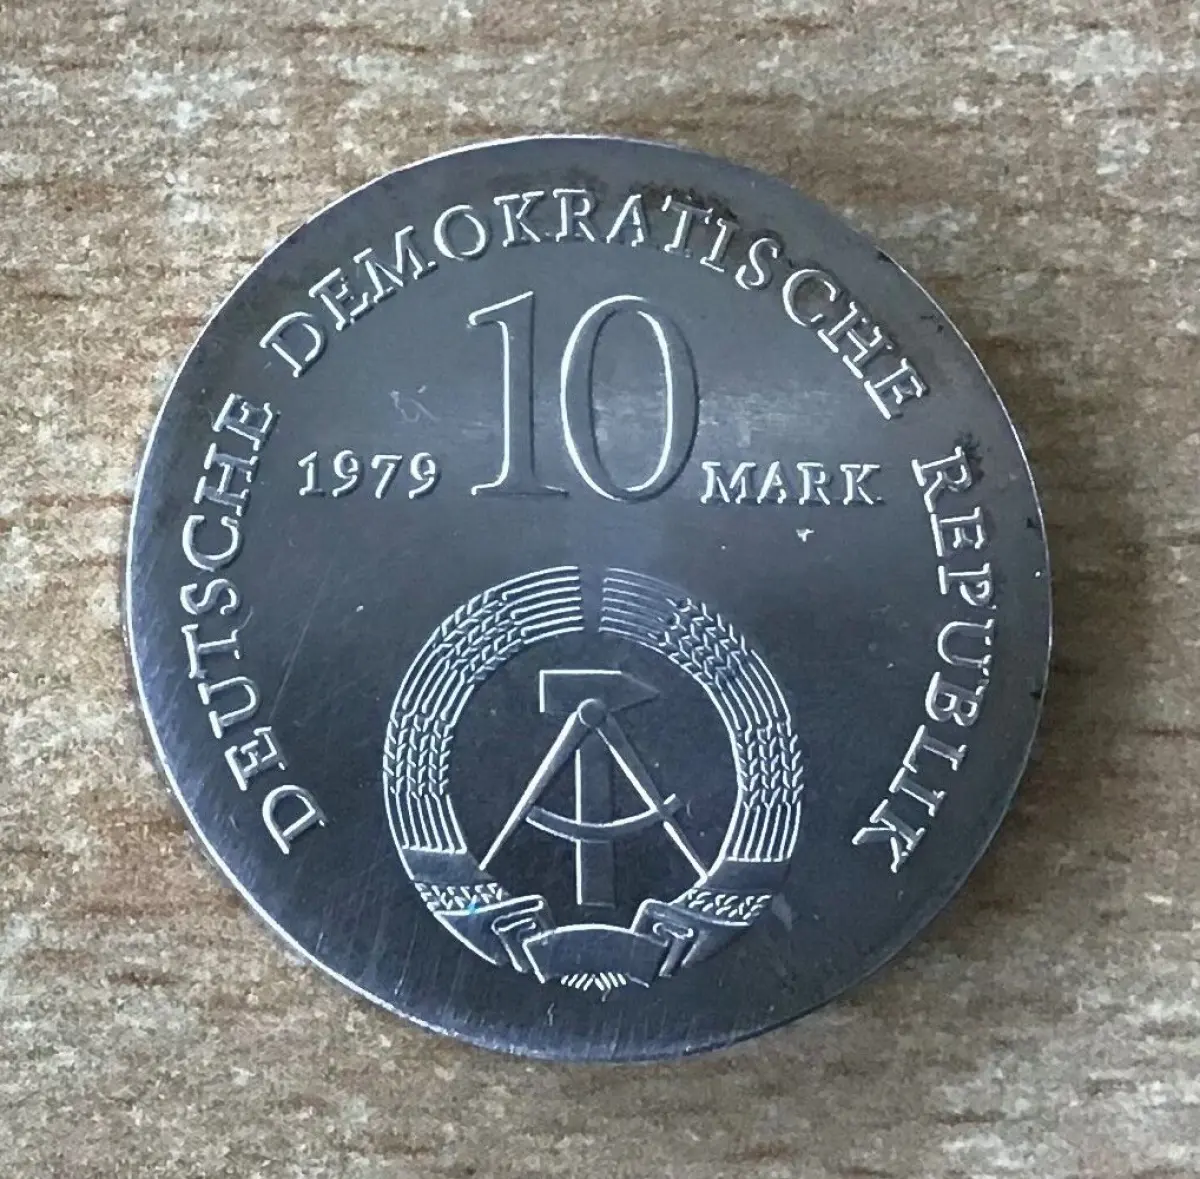 DEUTSCHE DEMOKRATISCHE REPUBLIK
10
1979 MARK